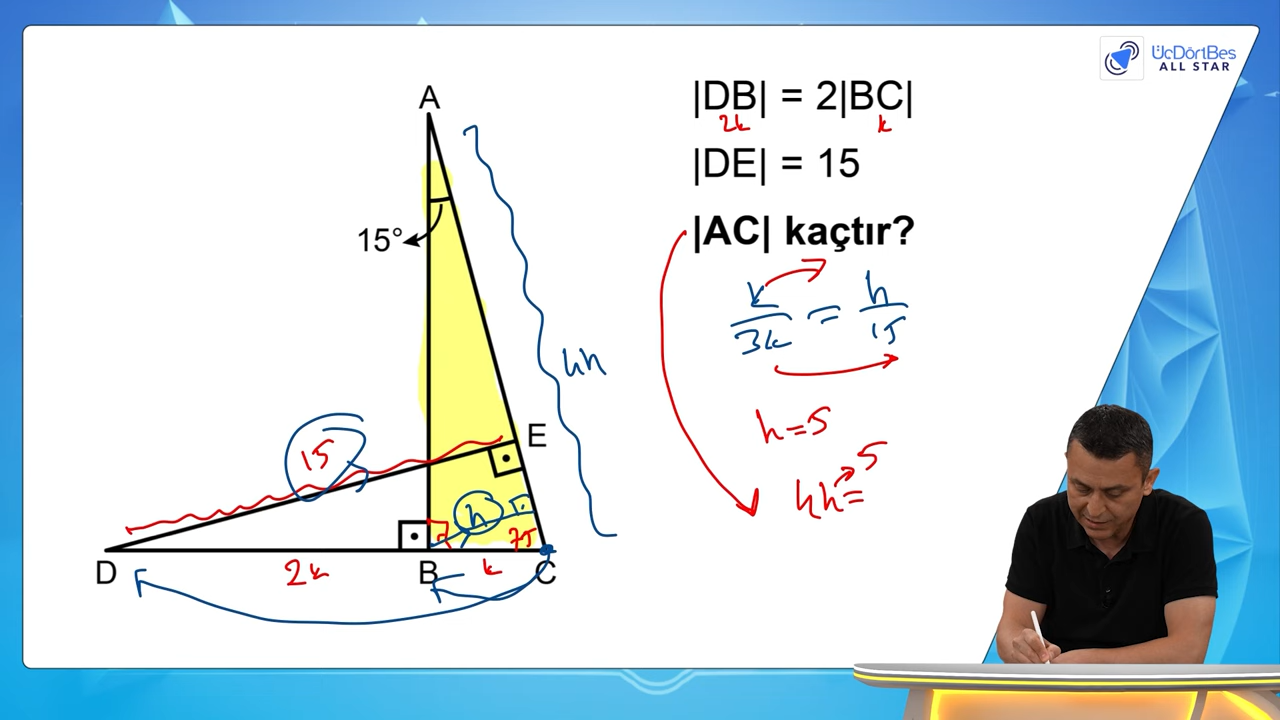 ÜçDörtBeş
ALL STAR
|DB| = 2|BC|
2k
k
|DE| = 15
|AC| kaçtır?
k/3k = h/15
h=5
4h= 5
A
15°
4h
E
15
h
75
D
2k
B
k
C